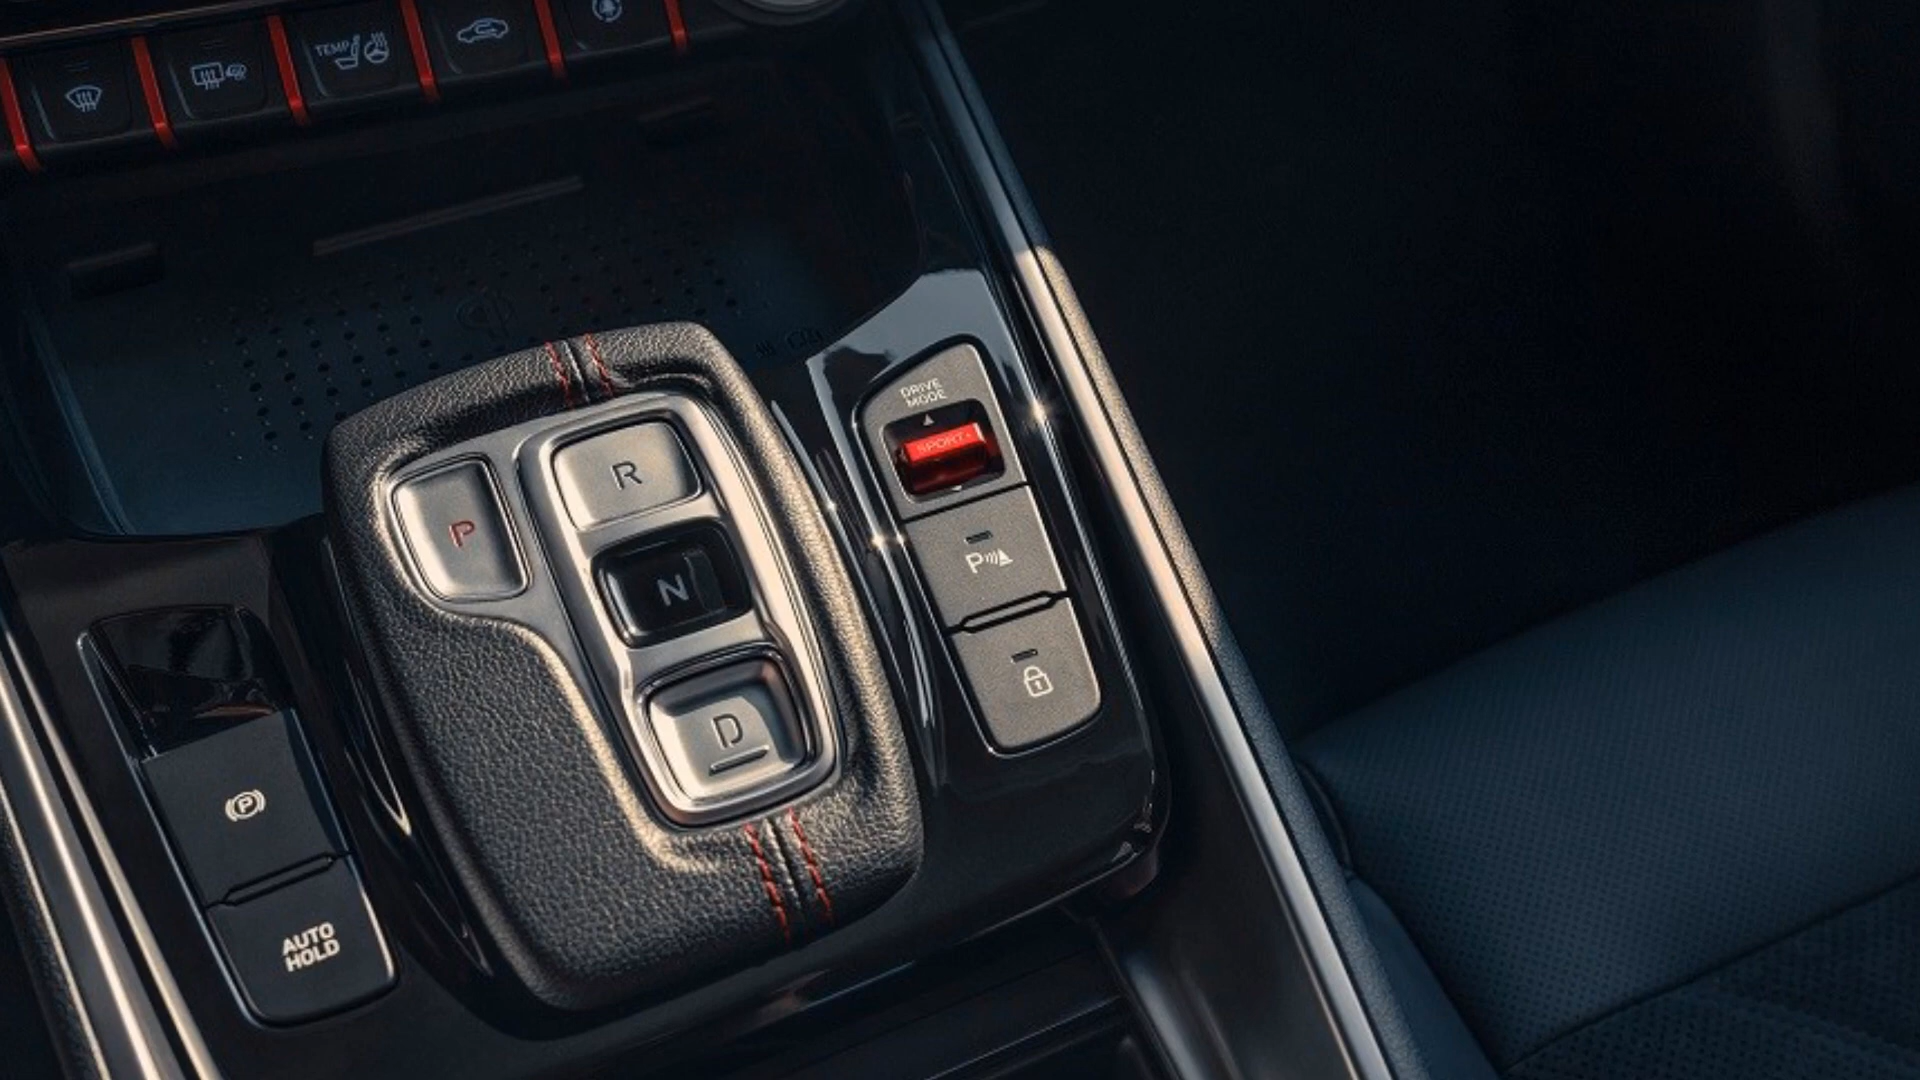 TEMP
DRIVE
MODE
SPORT+
P
R
N
D
P
P
AUTO
HOLD